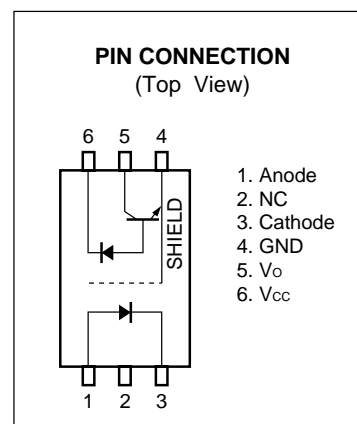 PIN CONNECTION
(Top View)
6 5 4
SHIELD
1 2 3
1. Anode
2. NC
3. Cathode
4. GND
5. Vo
6. Vcc